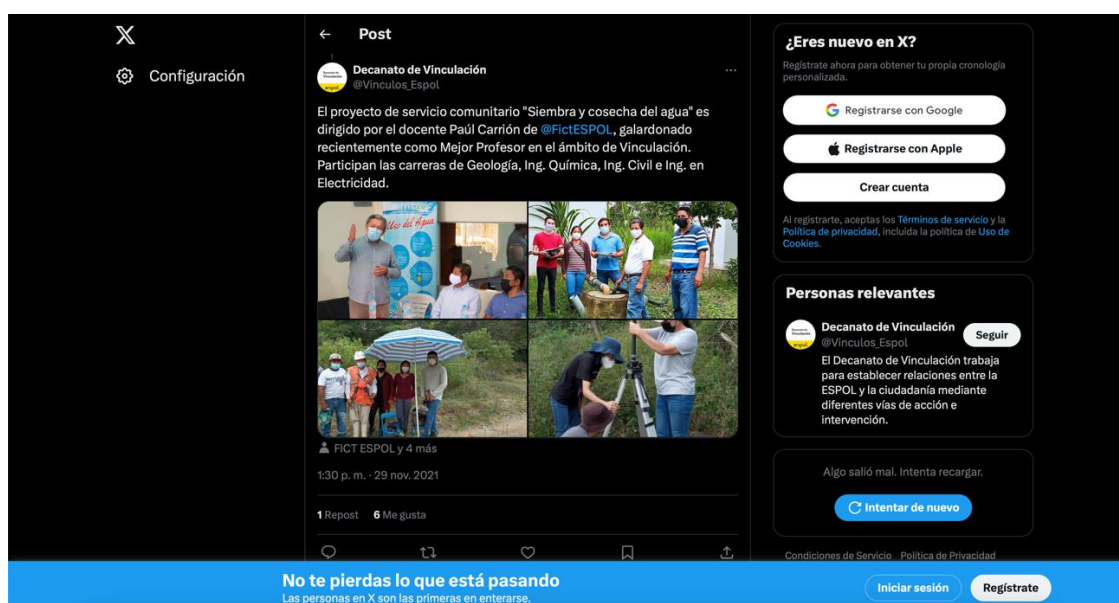 Configuración
Post
Decanato de Vinculación
@Vinculos_Espol
El proyecto de servicio comunitario "Siembra y cosecha del agua" es
dirigido por el docente Paúl Carrión de @FictESPOL, galardonado
recientemente como Mejor Profesor en el ámbito de Vinculación.
Participan las carreras de Geología, Ing. Química, Ing. Civil e Ing. en
Electricidad.
Uso del Agua
FICT ESPOL y 4 más
1:30 p. m. · 29 nov. 2021
1 Repost 6 Me gusta
¿Eres nuevo en X?
Regístrate ahora para obtener tu propia cronología
personalizada.
Registrarse con Google
Registrarse con Apple
Crear cuenta
Al registrarte, aceptas los Términos de servicio y la
Política de privacidad, incluida la política de Uso de
Cookies.
Personas relevantes
Decanato de Vinculación
@Vinculos_Espol
Seguir
El Decanato de Vinculación trabaja
para establecer relaciones entre la
ESPOL y la ciudadanía mediante
diferentes vías de acción e
intervención.
Algo salió mal. Intenta recargar.
Intentar de nuevo
Condiciones de Servicio Política de Privacidad
No te pierdas lo que está pasando
Las personas en X son las primeras en enterarse.
Iniciar sesión
Regístrate